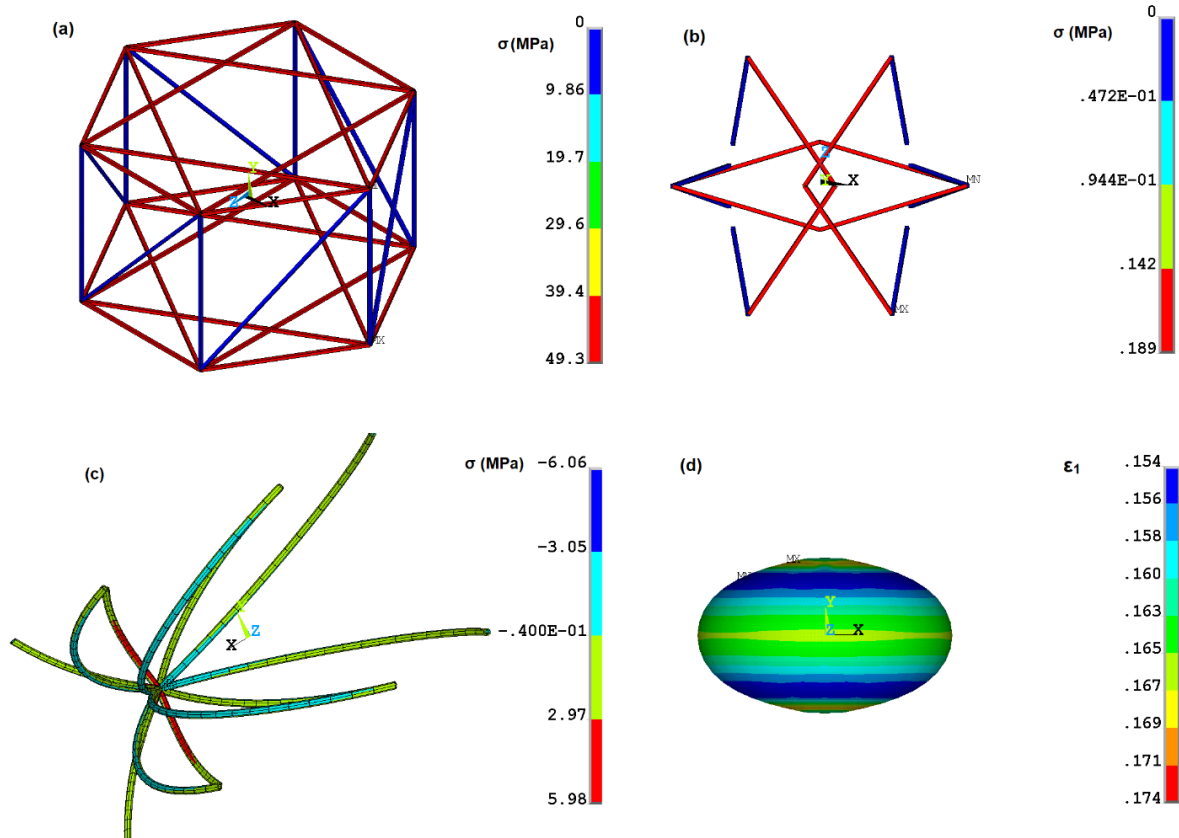 (a)
σ (MPa)
0
9.86
19.7
29.6
39.4
49.3
Y
Z
X
MX
(b)
σ (MPa)
0
.472E-01
.944E-01
.142
.189
Z
X
MN
MX
(c)
σ (MPa)
-6.06
-3.05
-.400E-01
2.97
5.98
X
Z
(d)
ε1
.154
.156
.158
.160
.163
.165
.167
.169
.171
.174
MX
Y
Z
X